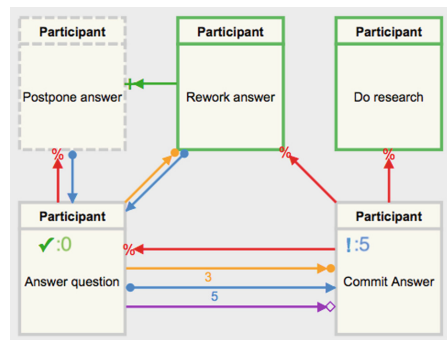 Participant
Participant
Participant
Postpone answer
Rework answer
Do research
%
%
%
Participant
Participant
✔:0
!:5
%
Answer question
3
Commit Answer
5